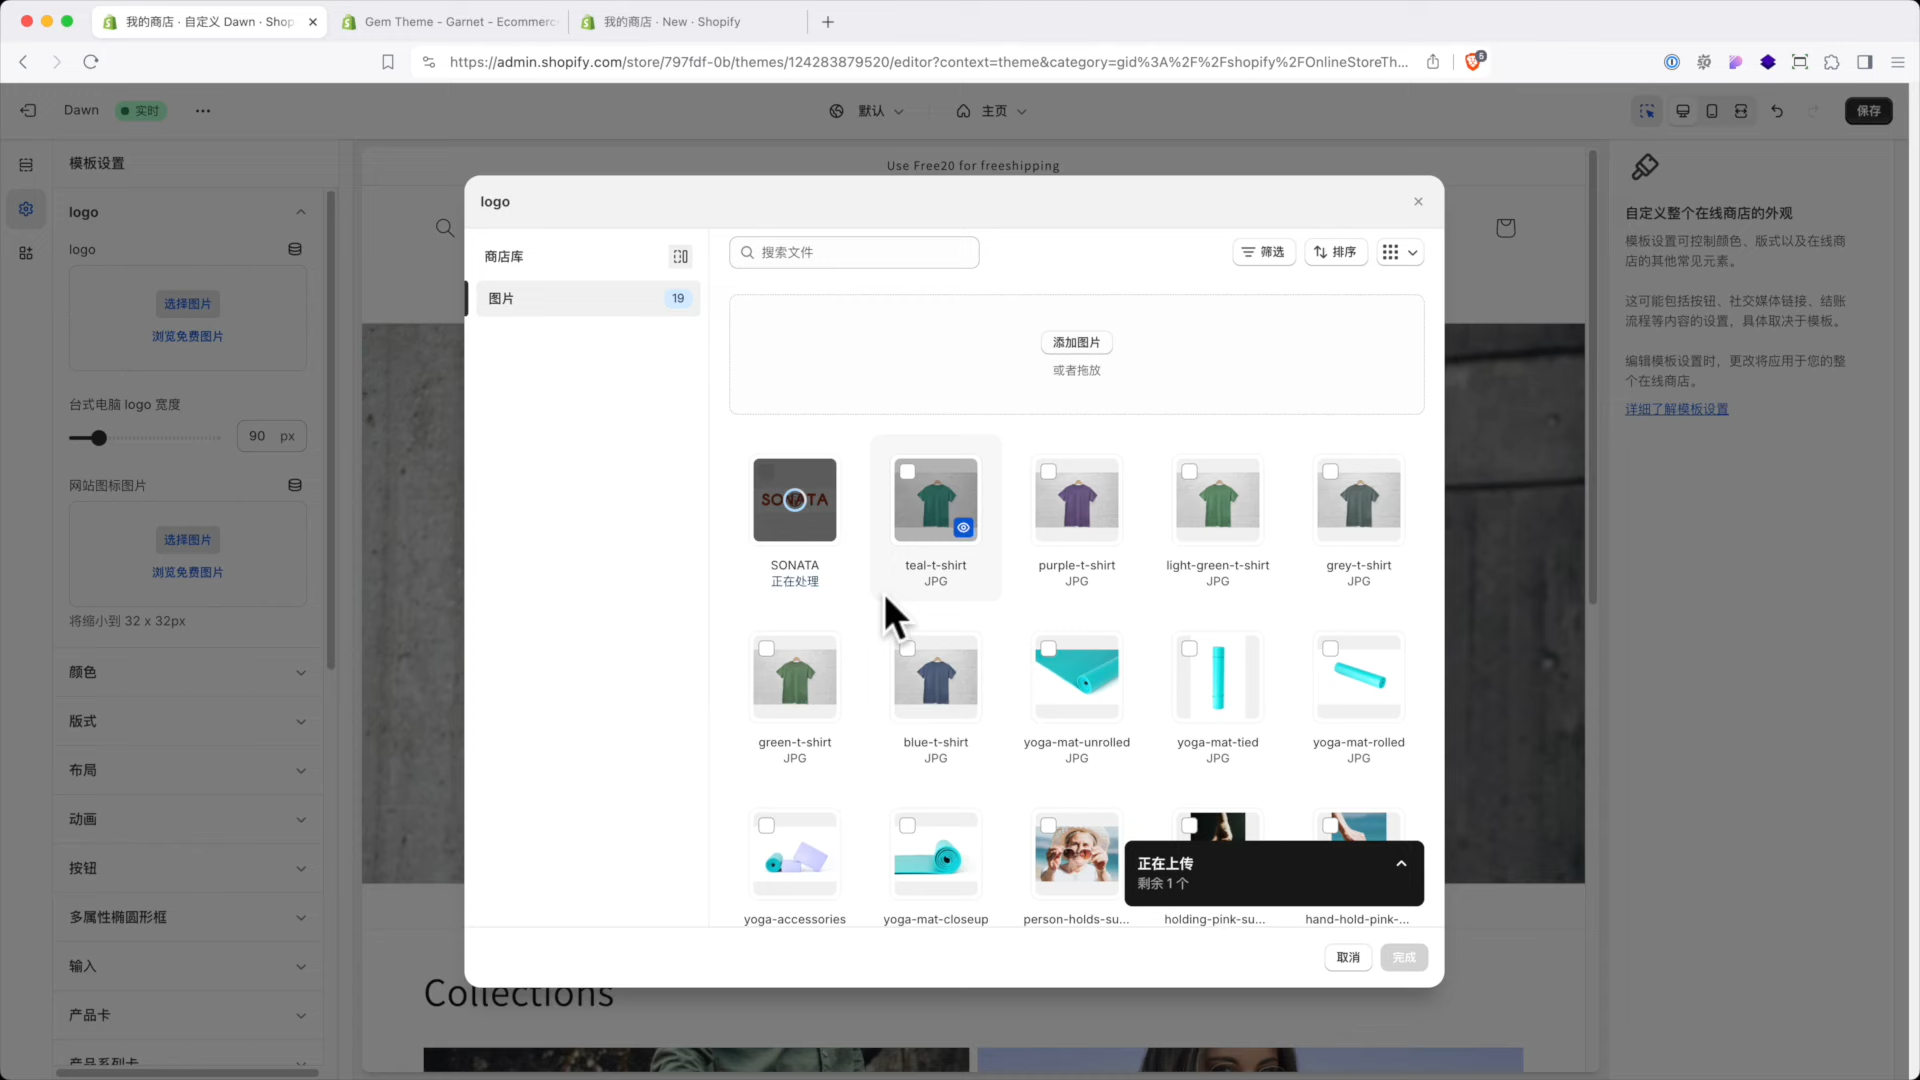 我的商店 · 自定义 Dawn · Shop
Gem Theme - Garnet - Ecommerc
我的商店 · New · Shopify
https://admin.shopify.com/store/797fdf-0b/themes/124283879520/editor?context=theme&category=gid%3A%2F%2Fshopify%2FOnlineStoreTh...
5
Dawn
实时
默认
主页
保存
模板设置
logo
logo
选择图片
浏览免费图片
台式电脑 logo 宽度
90 px
网站图标图片
选择图片
浏览免费图片
将缩小到 32 x 32px
颜色
版式
布局
动画
按钮
多属性椭圆形框
输入
产品卡
产品系列卡
Use Free20 for freeshipping
logo
商店库
图片
19
搜索文件
筛选
排序
添加图片
或者拖放
SONATA
SONATA
正在处理
teal-t-shirt
JPG
purple-t-shirt
JPG
light-green-t-shirt
JPG
grey-t-shirt
JPG
green-t-shirt
JPG
blue-t-shirt
JPG
yoga-mat-unrolled
JPG
yoga-mat-tied
JPG
yoga-mat-rolled
JPG
yoga-accessories
yoga-mat-closeup
person-holds-su...
holding-pink-su...
hand-hold-pink-...
正在上传
剩余 1 个
取消
完成
Collections
自定义整个在线商店的外观
模板设置可控制颜色、版式以及在线商
店的其他常见元素。
这可能包括按钮、社交媒体链接、结账
流程等内容的设置，具体取决于模板。
编辑模板设置时，更改将应用于您的整
个在线商店。
详细了解模板设置